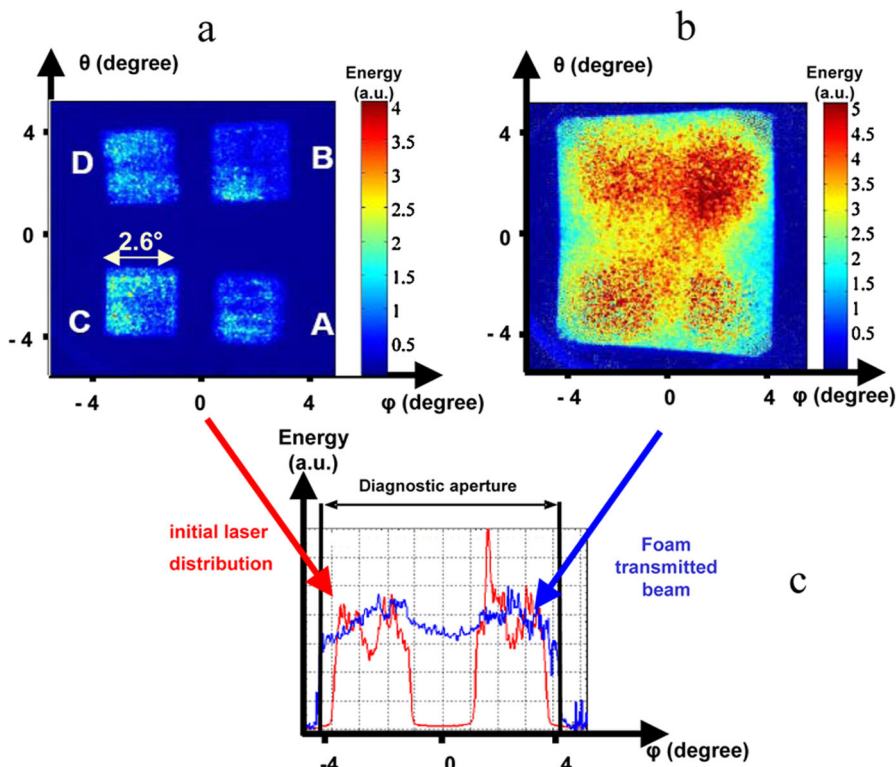 a
θ (degree)
Energy
(a.u.)
4
0
- 4
D
B
2.6°
C
A
4
3.5
3
2.5
2
1.5
1
0.5
- 4
0
4
φ (degree)
b
θ (degree)
Energy
(a.u.)
4
0
- 4
5
4.5
4
3.5
3
2.5
2
1.5
1
0.5
- 4
0
4
φ (degree)
Energy
(a.u.)
Diagnostic aperture
initial laser
distribution
Foam
transmitted
beam
c
-4
0
4
φ (degree)